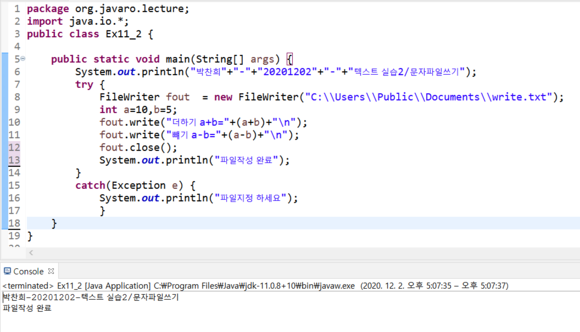 1 package org.javaro.lecture;
2 import java.io.*;
3 public class Ex11_2 {
4
5 public static void main(String[] args) {
6 System.out.println("박찬희"+"-"+"20201202"+"-"+"텍스트 실습2/문자파일쓰기");
7 try {
8 FileWriter fout  = new FileWriter("C:\\Users\\Public\\Documents\\write.txt");
9 int a=10,b=5;
10 fout.write("더하기 a+b="+(a+b)+"\n");
11 fout.write("빼기 a-b="+(a-b)+"\n");
12 fout.close();
13 System.out.println("파일작성 완료");
14 }
15 catch(Exception e) {
16 System.out.println("파일지정 하세요");
17 }
18 }
19 }
20
Console
<terminated> Ex11_2 [Java Application] C:₩Program Files₩Java₩jdk-11.0.8+10₩bin₩javaw.exe  (2020. 12. 2. 오후 5:07:35 – 오후 5:07:37)
박찬희-20201202-텍스트 실습2/문자파일쓰기
파일작성 완료